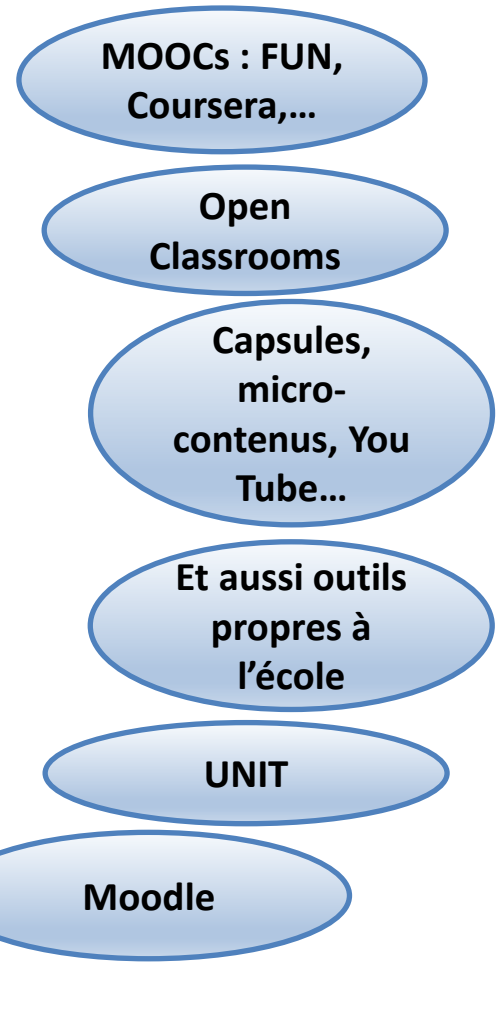 MOOCs : FUN,
Coursera,…
Open
Classrooms
Capsules,
micro-
contenus, You
Tube…
Et aussi outils
propres à
l’école
UNIT
Moodle